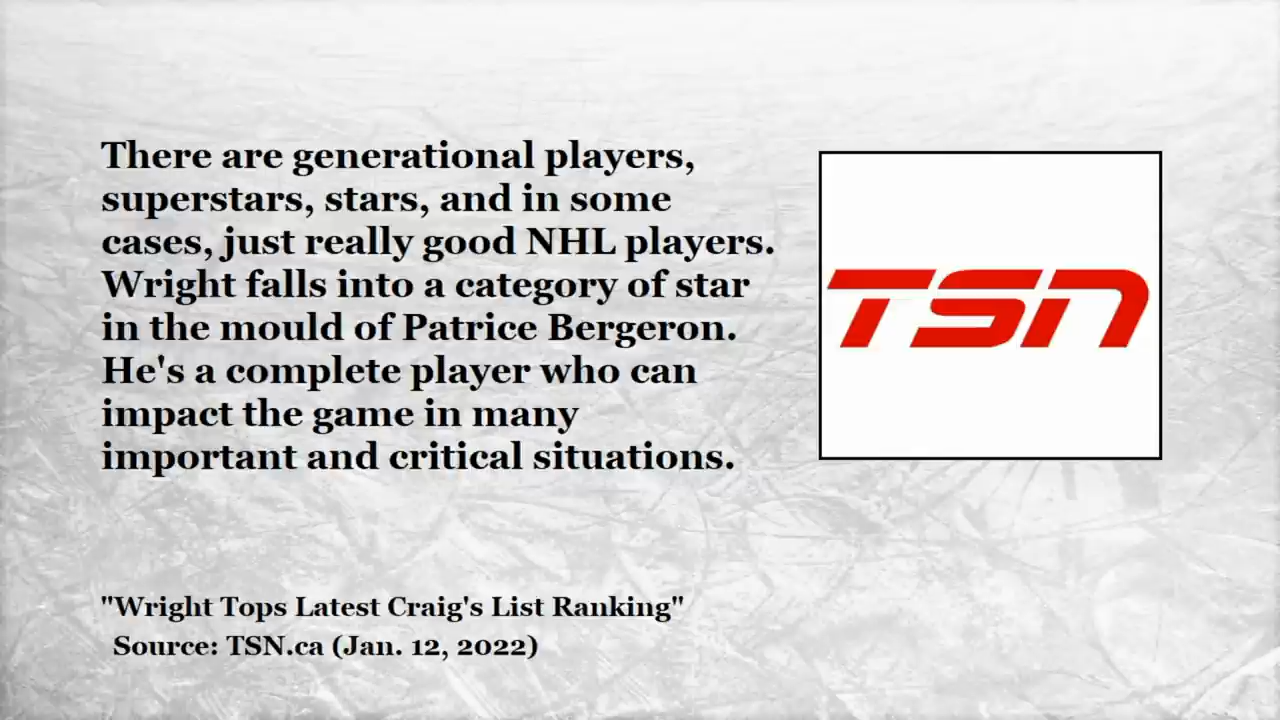 There are generational players,
superstars, stars, and in some
cases, just really good NHL players.
Wright falls into a category of star
in the mould of Patrice Bergeron.
He's a complete player who can
impact the game in many
important and critical situations.
TSN
"Wright Tops Latest Craig's List Ranking"
Source: TSN.ca (Jan. 12, 2022)